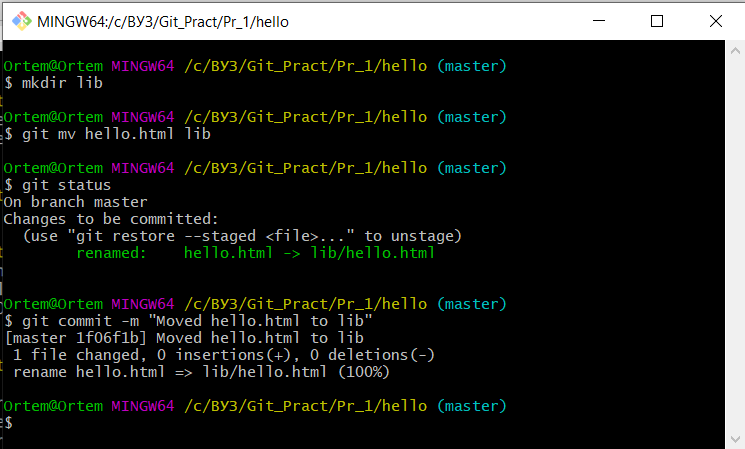 MINGW64:/c/ВУЗ/Git_Pract/Pr_1/hello
Ortem@Ortem MINGW64 /c/ВУЗ/Git_Pract/Pr_1/hello (master)
$ mkdir lib
Ortem@Ortem MINGW64 /c/ВУЗ/Git_Pract/Pr_1/hello (master)
$ git mv hello.html lib
Ortem@Ortem MINGW64 /c/ВУЗ/Git_Pract/Pr_1/hello (master)
$ git status
On branch master
Changes to be committed:
  (use "git restore --staged <file>..." to unstage)
        renamed:    hello.html -> lib/hello.html
Ortem@Ortem MINGW64 /c/ВУЗ/Git_Pract/Pr_1/hello (master)
$ git commit -m "Moved hello.html to lib"
[master 1f06f1b] Moved hello.html to lib
 1 file changed, 0 insertions(+), 0 deletions(-)
 rename hello.html => lib/hello.html (100%)
Ortem@Ortem MINGW64 /c/ВУЗ/Git_Pract/Pr_1/hello (master)
$